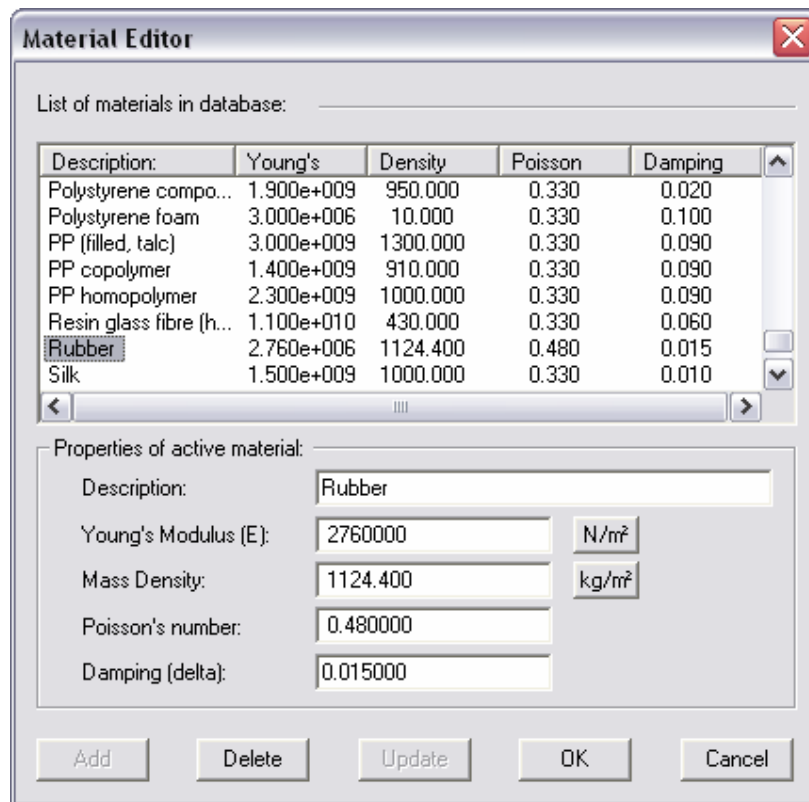 Material Editor
List of materials in database:
Description: Young's Density Poisson Damping
Polystyrene compo... 1.900e+009 950.000 0.330 0.020
Polystyrene foam 3.000e+006 10.000 0.330 0.100
PP (filled, talc) 3.000e+009 1300.000 0.330 0.090
PP copolymer 1.400e+009 910.000 0.330 0.090
PP homopolymer 2.300e+009 1000.000 0.330 0.090
Resin glass fibre (h... 1.100e+010 430.000 0.330 0.060
Rubber 2.760e+006 1124.400 0.480 0.015
Silk 1.500e+009 1000.000 0.330 0.010
Properties of active material:
Description: Rubber
Young's Modulus (E): 2760000 N/m²
Mass Density: 1124.400 kg/m²
Poisson's number: 0.480000
Damping (delta): 0.015000
Add Delete Update OK Cancel